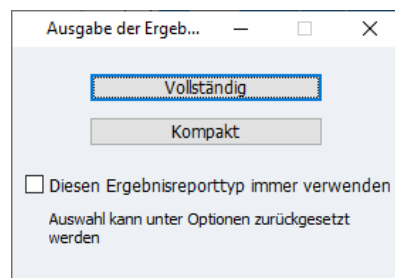 Ausgabe der Ergeb...
Vollständig
Kompakt
Diesen Ergebnisreporttyp immer verwenden
Auswahl kann unter Optionen zurückgesetzt
werden